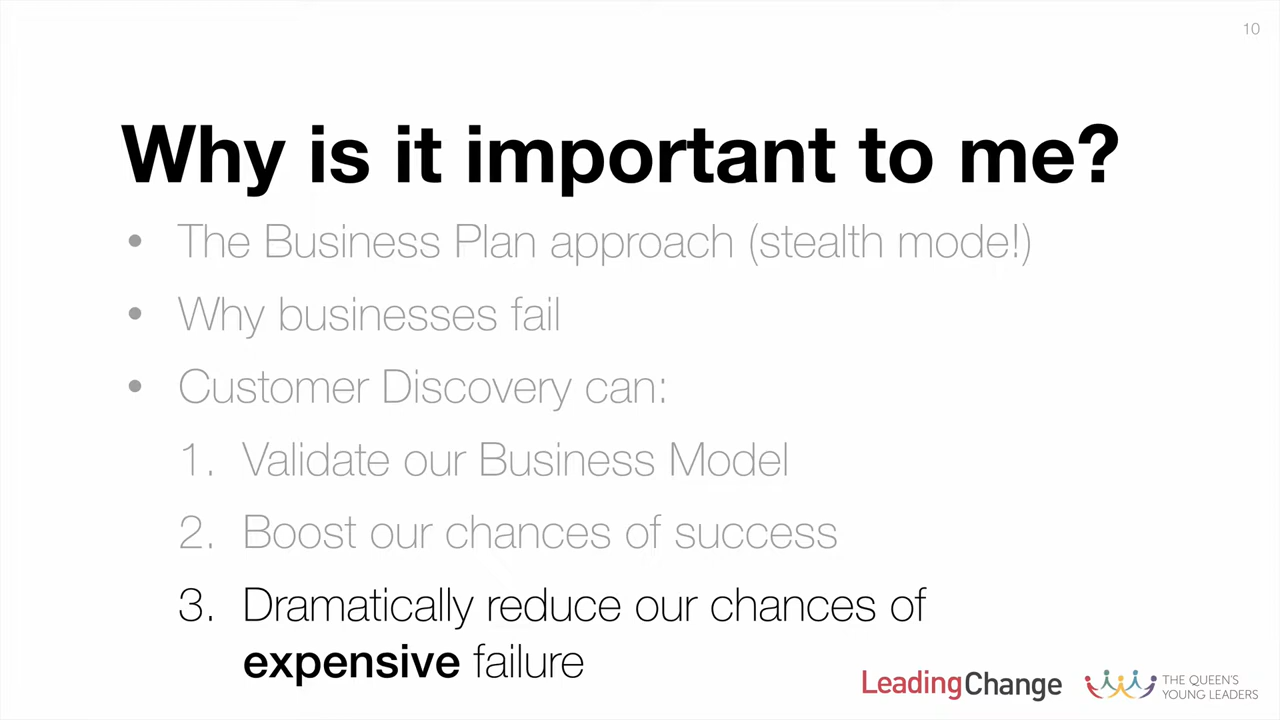 10
Why is it important to me?
• The Business Plan approach (stealth mode!)
• Why businesses fail
• Customer Discovery can:
1. Validate our Business Model
2. Boost our chances of success
3. Dramatically reduce our chances of
expensive failure
LeadingChange
THE QUEEN'S
YOUNG LEADERS